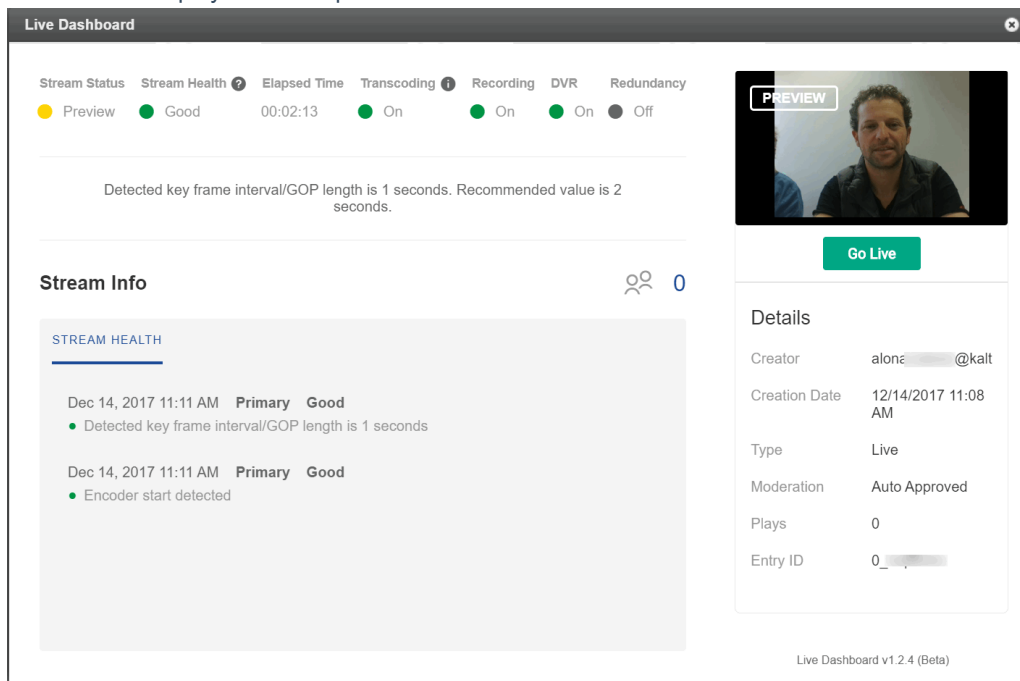 Live Dashboard
Stream Status Stream Health ? Elapsed Time Transcoding i Recording DVR Redundancy
Preview Good 00:02:13 On On On Off
PREVIEW
Detected key frame interval/GOP length is 1 seconds. Recommended value is 2
seconds.
Go Live
Stream Info 0
STREAM HEALTH
Dec 14, 2017 11:11 AM Primary Good
Detected key frame interval/GOP length is 1 seconds
Dec 14, 2017 11:11 AM Primary Good
Encoder start detected
Details
Creator alona @kalt
Creation Date 12/14/2017 11:08
AM
Type Live
Moderation Auto Approved
Plays 0
Entry ID 0_
Live Dashboard v1.2.4 (Beta)